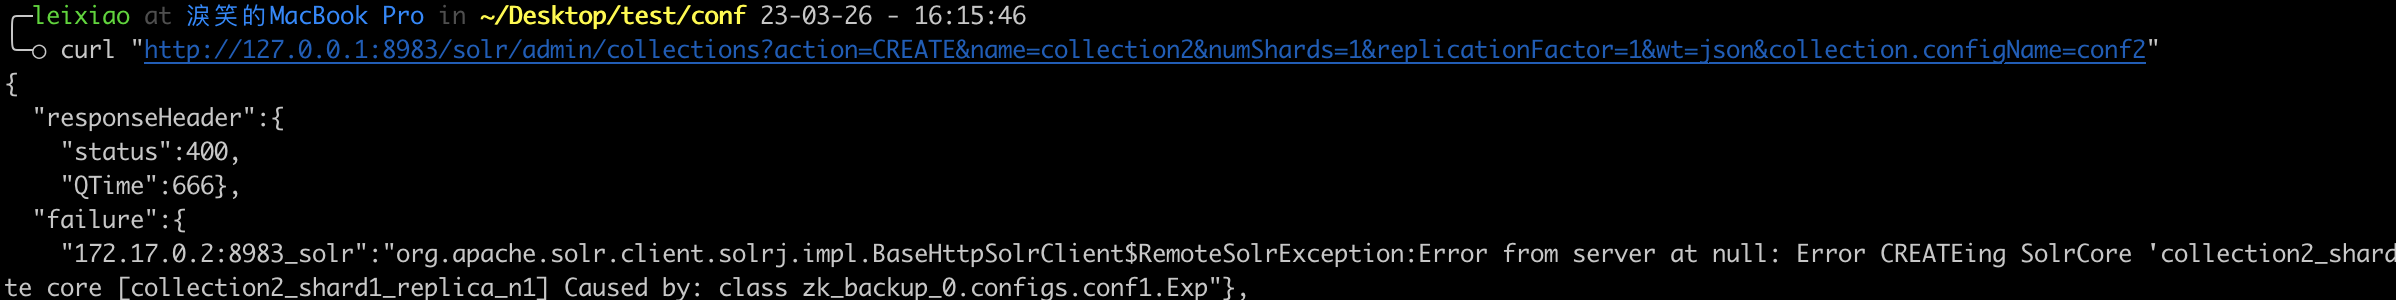 leixiao at 淚笑的MacBook Pro in ~/Desktop/test/conf 23-03-26 - 16:15:46
curl "http://127.0.0.1:8983/solr/admin/collections?action=CREATE&name=collection2&numShards=1&replicationFactor=1&wt=json&collection.configName=conf2"
{
  "responseHeader":{
    "status":400,
    "QTime":666},
  "failure":{
    "172.17.0.2:8983_solr":"org.apache.solr.client.solrj.impl.BaseHttpSolrClient$RemoteSolrException:Error from server at null: Error CREATEing SolrCore 'collection2_shard
te core [collection2_shard1_replica_n1] Caused by: class zk_backup_0.configs.conf1.Exp"},